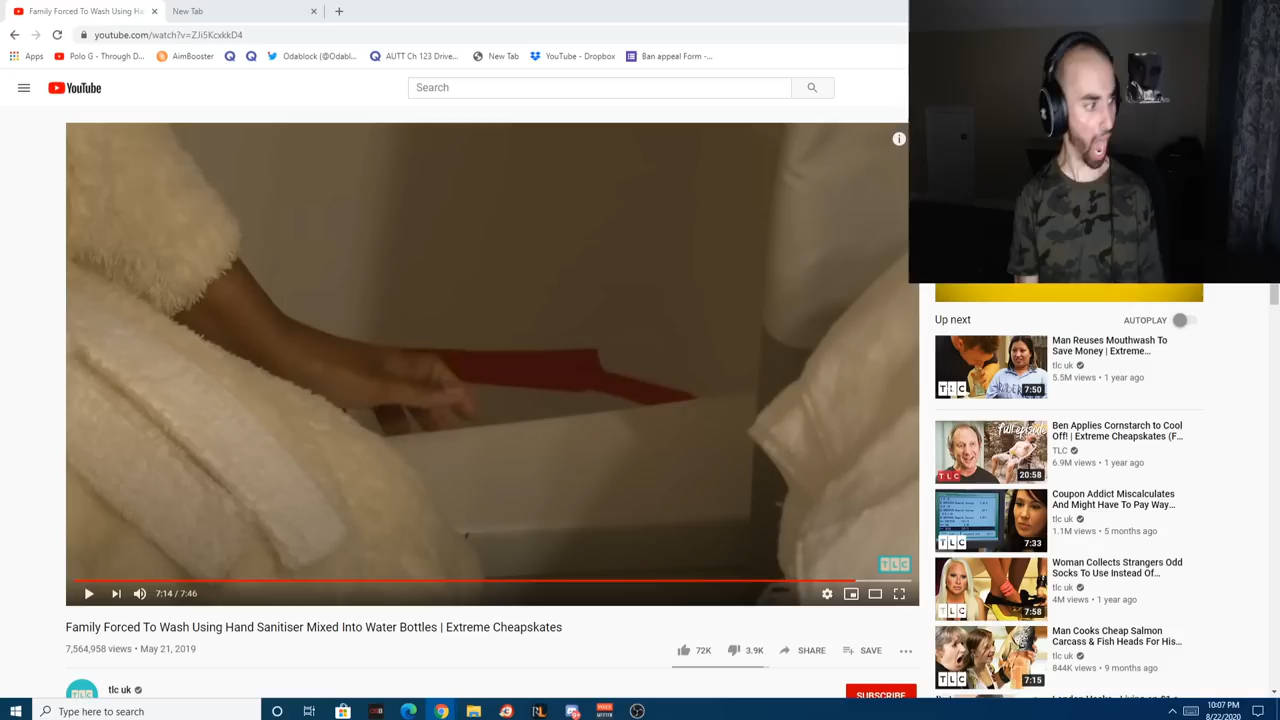 Family Forced To Wash Using Ha
New Tab
youtube.com/watch?v=ZJi5KcxkkD4
Apps
Polo G - Through D...
AimBooster
Odablock (@Odabl...
AUTT Ch 123 Drive...
New Tab
YouTube - Dropbox
Ban appeal Form -...
YouTube
Search
TLC
7:14 / 7:46
Family Forced To Wash Using Hand Sanitiser Mixed Into Water Bottles | Extreme Cheapskates
7,564,958 views • May 21, 2019
72K
3.9K
SHARE
SAVE
tlc uk
SUBSCRIBE
Up next
AUTOPLAY
TLC
7:50
Man Reuses Mouthwash To
Save Money | Extreme...
tlc uk
5.5M views • 1 year ago
full episode
TLC
20:58
Ben Applies Cornstarch to Cool
Off! | Extreme Cheapskates (F...
TLC
6.9M views • 1 year ago
TLC
7:33
Coupon Addict Miscalculates
And Might Have To Pay Way...
tlc uk
1.1M views • 5 months ago
TLC
7:58
Woman Collects Strangers Odd
Socks To Use Instead Of...
tlc uk
4M views • 1 year ago
TLC
7:15
Man Cooks Cheap Salmon
Carcass & Fish Heads For His...
tlc uk
844K views • 9 months ago
Type here to search
10:07 PM
8/22/2020